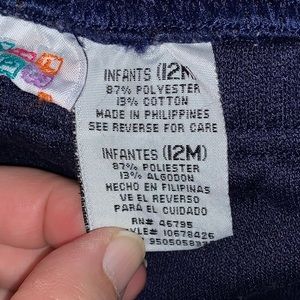 INFANTS (12M
87% POLYESTER
13% COTTON
MADE IN PHILIPPINES
SEE REVERSE FOR CARE
INFANTES (12M)
87% POLIESTER
13% ALGODON
HECHO EN FILIPINAS
VE EL REVERSO
PARA EL CUIDADO
RN# 46795
10678426